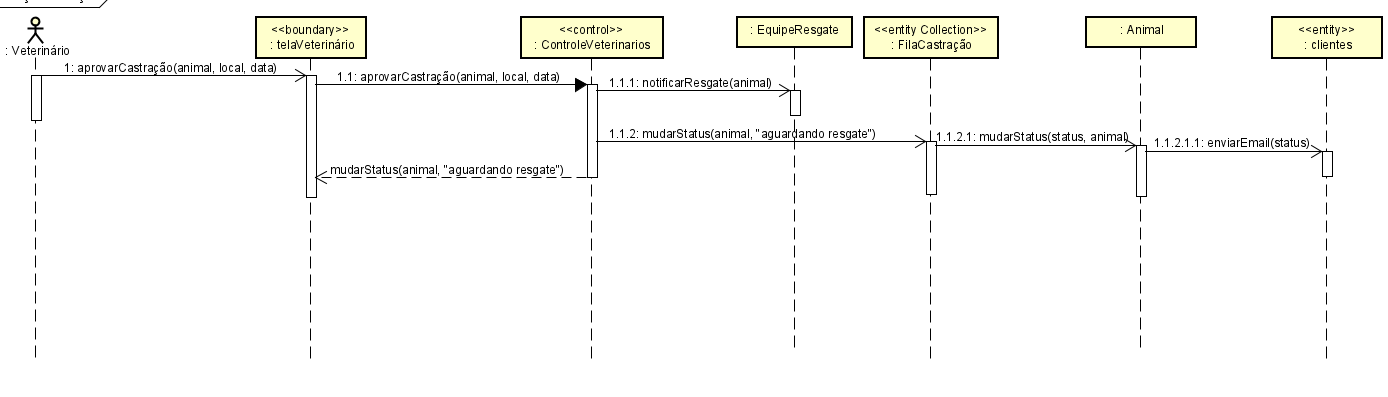 : Veterinário
<<boundary>>
: telaVeterinário
<<control>>
: ControleVeterinarios
: EquipeResgate
<<entity Collection>>
: FilaCastração
: Animal
<<entity>>
: clientes
1: aprovarCastração(animal, local, data)
1.1: aprovarCastração(animal, local, data)
1.1.1: notificarResgate(animal)
1.1.2: mudarStatus(animal, "aguardando resgate")
1.1.2.1: mudarStatus(status, animal)
1.1.2.1.1: enviarEmail(status)
mudarStatus(animal, "aguardando resgate")